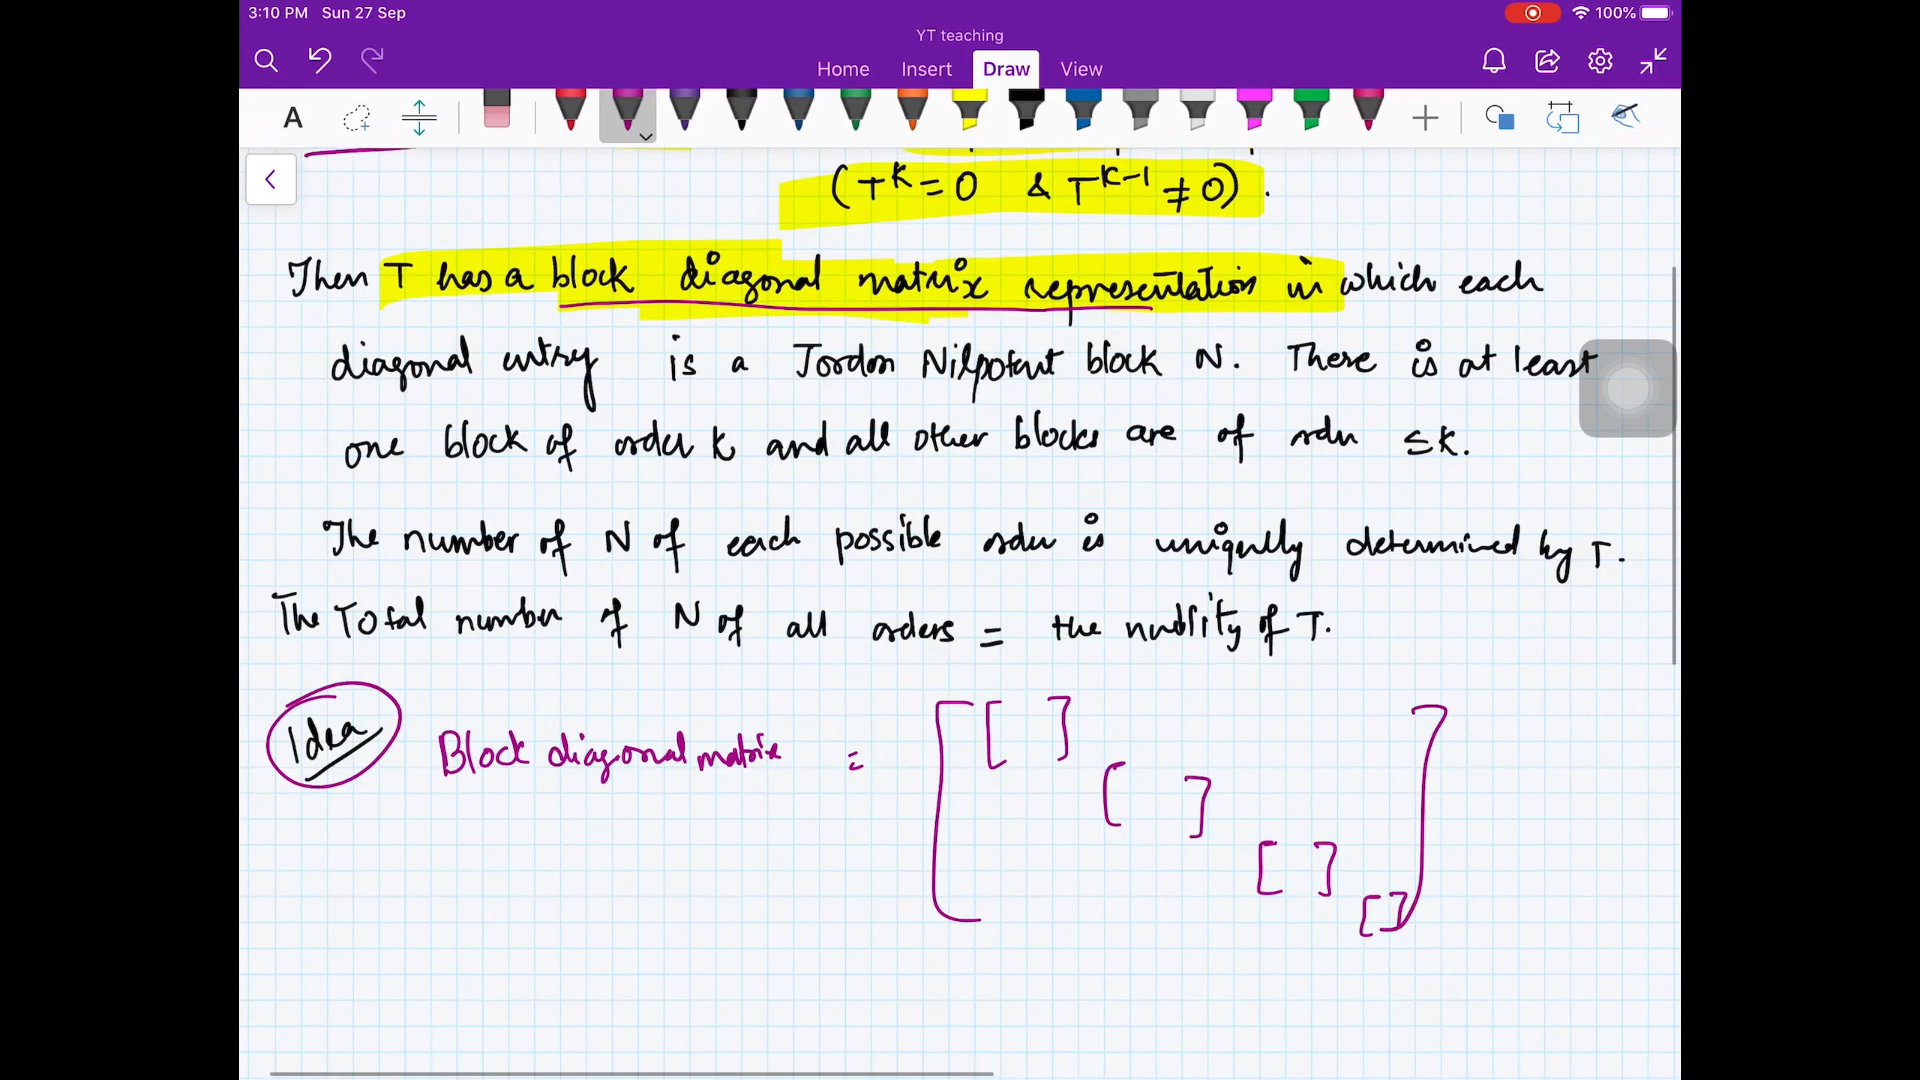 3:10 PM Sun 27 Sep
100%
YT teaching
Home Insert Draw View
A
(T^K = 0 & T^K-1 ≠ 0).
Then T has a block diagonal matrix representation in which each
diagonal entry is a Jordon Nilpotent block N. There is at least
one block of order k and all other blocks are of order ≤ K.
The number of N of each possible order is uniquely determined by T.
The Total number of N of all orders = the nullity of T.
Idea Block diagonal matrix = [[ ] [ ] [ ] [ ]]